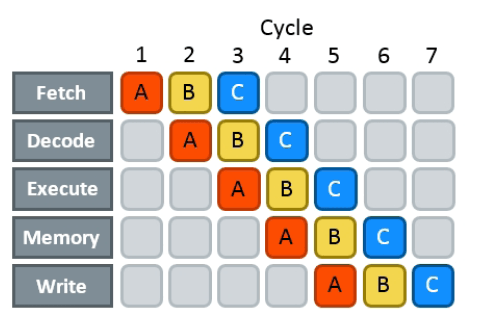 Cycle
1 2 3 4 5 6 7
Fetch A B C
Decode A B C
Execute A B C
Memory A B C
Write A B C